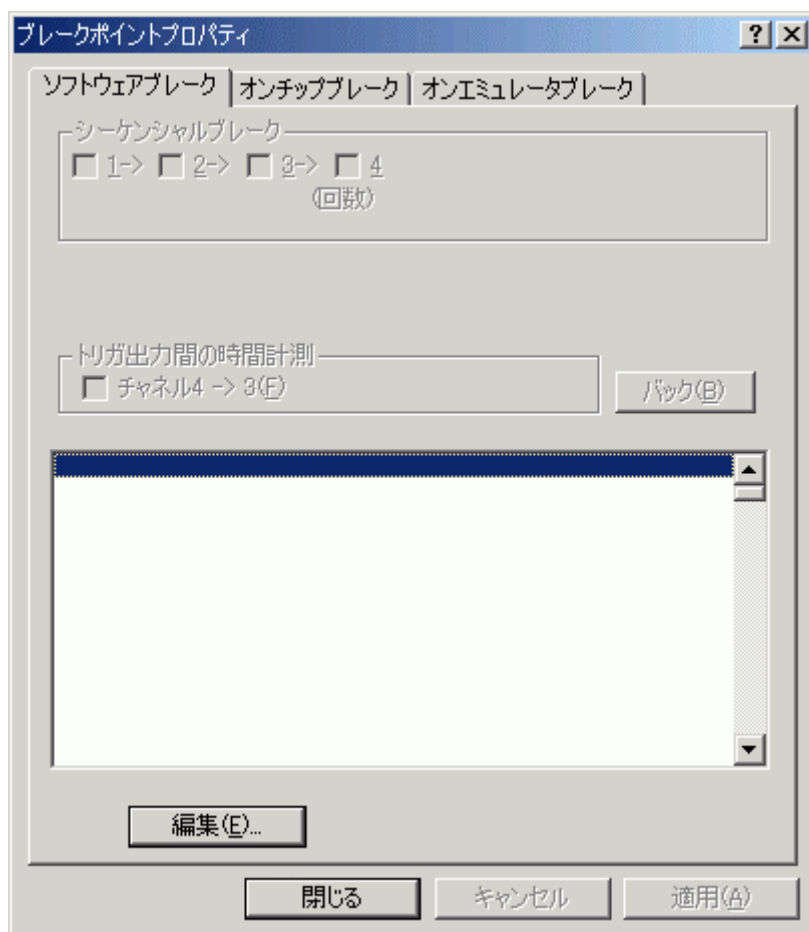 ブレークポイントプロパティ
ソフトウェアブレーク オンチップブレーク オンエミュレータブレーク
シーケンシャルブレーク
1-> 2-> 3-> 4
(回数)
トリガ出力間の時間計測
チャネル4 -> 3(F)
バック(B)
編集(E)...
閉じる キャンセル 適用(A)